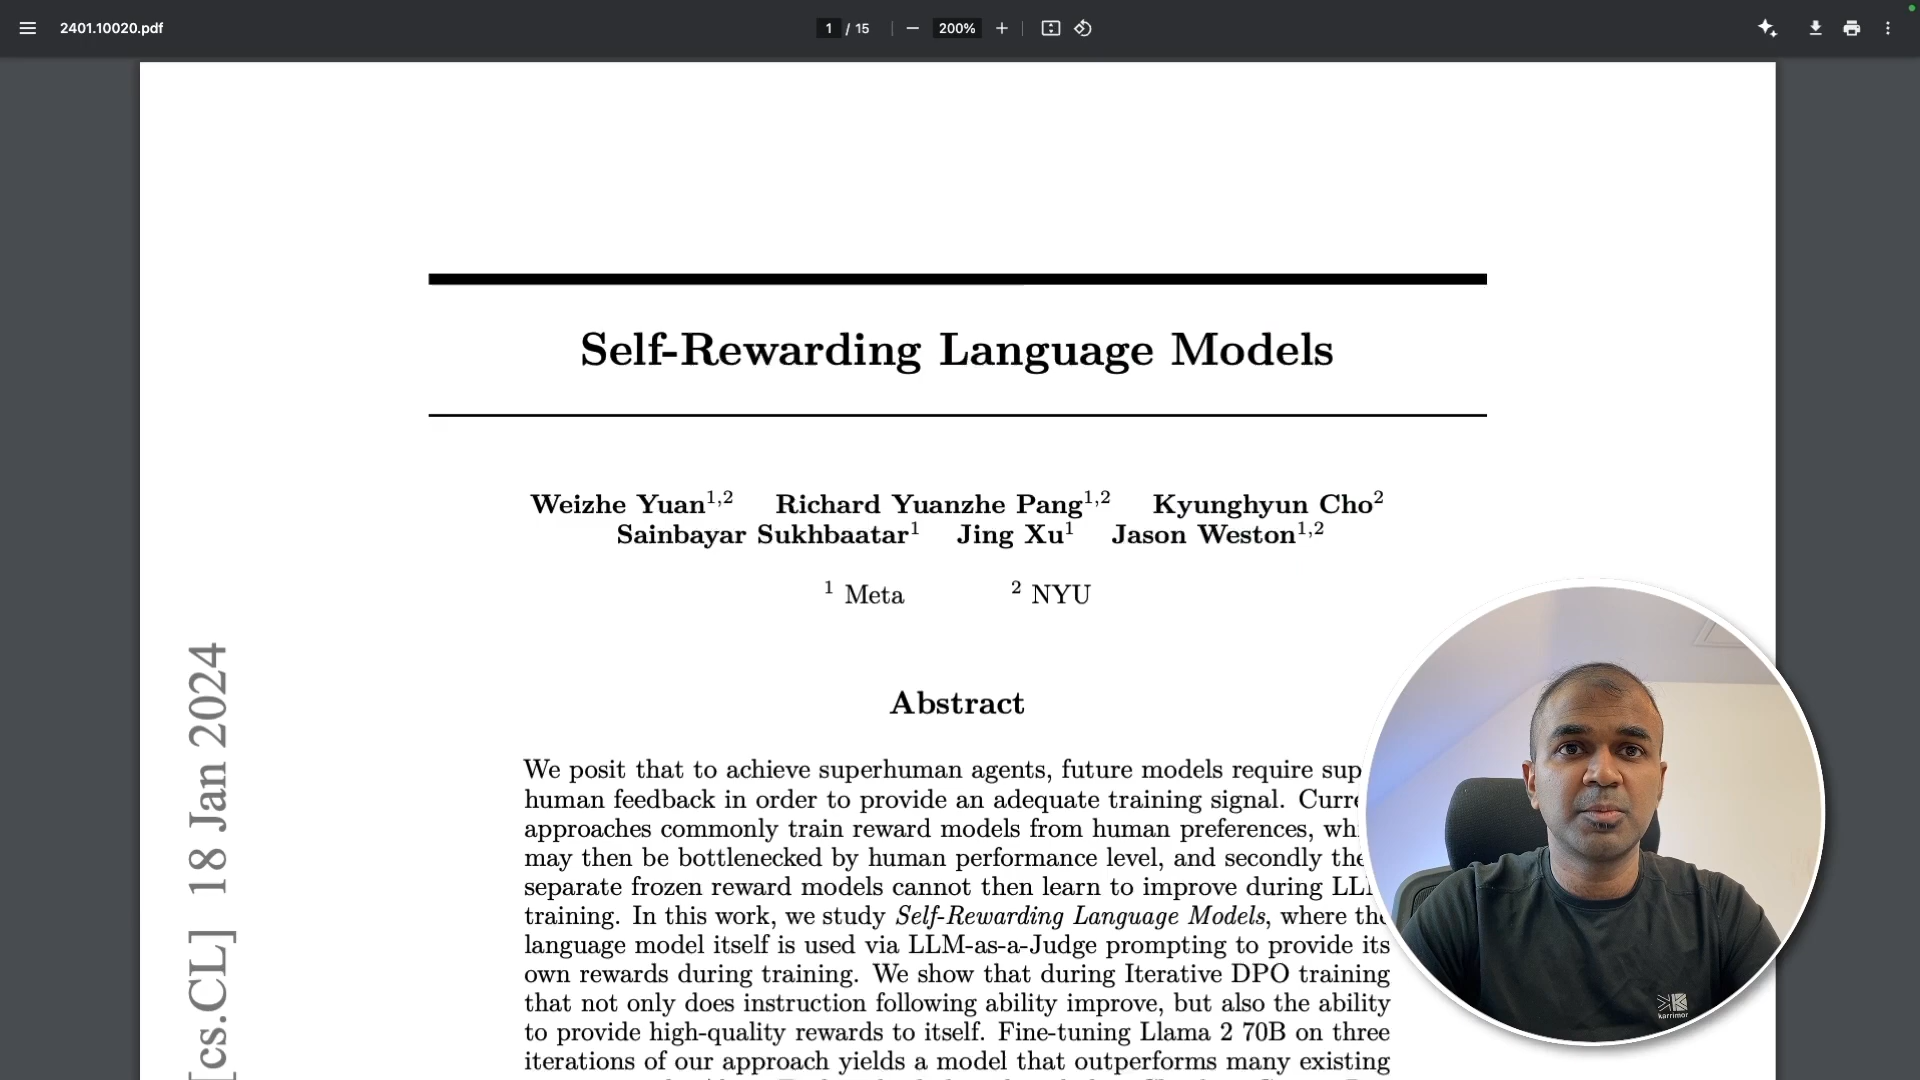 2401.10020.pdf
1 / 15
200%
Self-Rewarding Language Models
Weizhe Yuan1,2 Richard Yuanzhe Pang1,2 Kyunghyun Cho2
Sainbayar Sukhbaatar1 Jing Xu1 Jason Weston1,2
1 Meta 2 NYU
Abstract
We posit that to achieve superhuman agents, future models require
human feedback in order to provide an adequate training signal.
approaches commonly train reward models from human preferences,
may then be bottlenecked by human performance level, and secondly
separate frozen reward models cannot then learn to improve during
training. In this work, we study Self-Rewarding Language Models, where the
language model itself is used via LLM-as-a-Judge prompting to provide its
own rewards during training. We show that during Iterative DPO training
that not only does instruction following ability improve, but also the ability
to provide high-quality rewards to itself. Fine-tuning Llama 2 70B on three
iterations of our approach yields a model that outperforms many existing
[cs.CL] 18 Jan 2024
karrimor